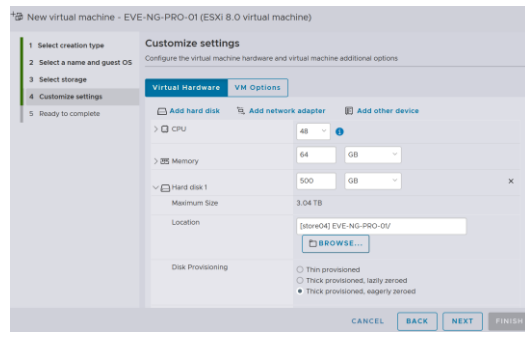 New virtual machine - EVE-NG-PRO-01 (ESXi 8.0 virtual machine)
1 Select creation type
2 Select a name and guest OS
3 Select storage
4 Customize settings
5 Ready to complete
Customize settings
Configure the virtual machine hardware and virtual machine additional options
Virtual Hardware VM Options
Add hard disk Add network adapter Add other device
CPU 48
Memory 64 GB
Hard disk 1 500 GB
Maximum Size 3.04 TB
Location [store04] EVE-NG-PRO-01/
BROWSE...
Disk Provisioning
Thin provisioned
Thick provisioned, lazily zeroed
Thick provisioned, eagerly zeroed
CANCEL BACK NEXT FINISH